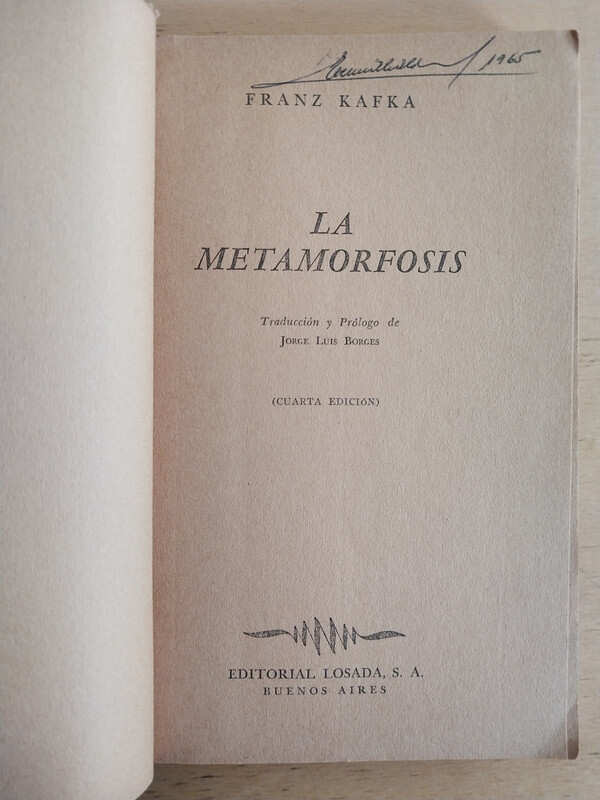 1965
FRANZ KAFKA
LA
METAMORFOSIS
Traducción y Prólogo de
JORGE LUIS BORGES
(CUARTA EDICIÓN)
EDITORIAL LOSADA, S. A.
BUENOS AIRES